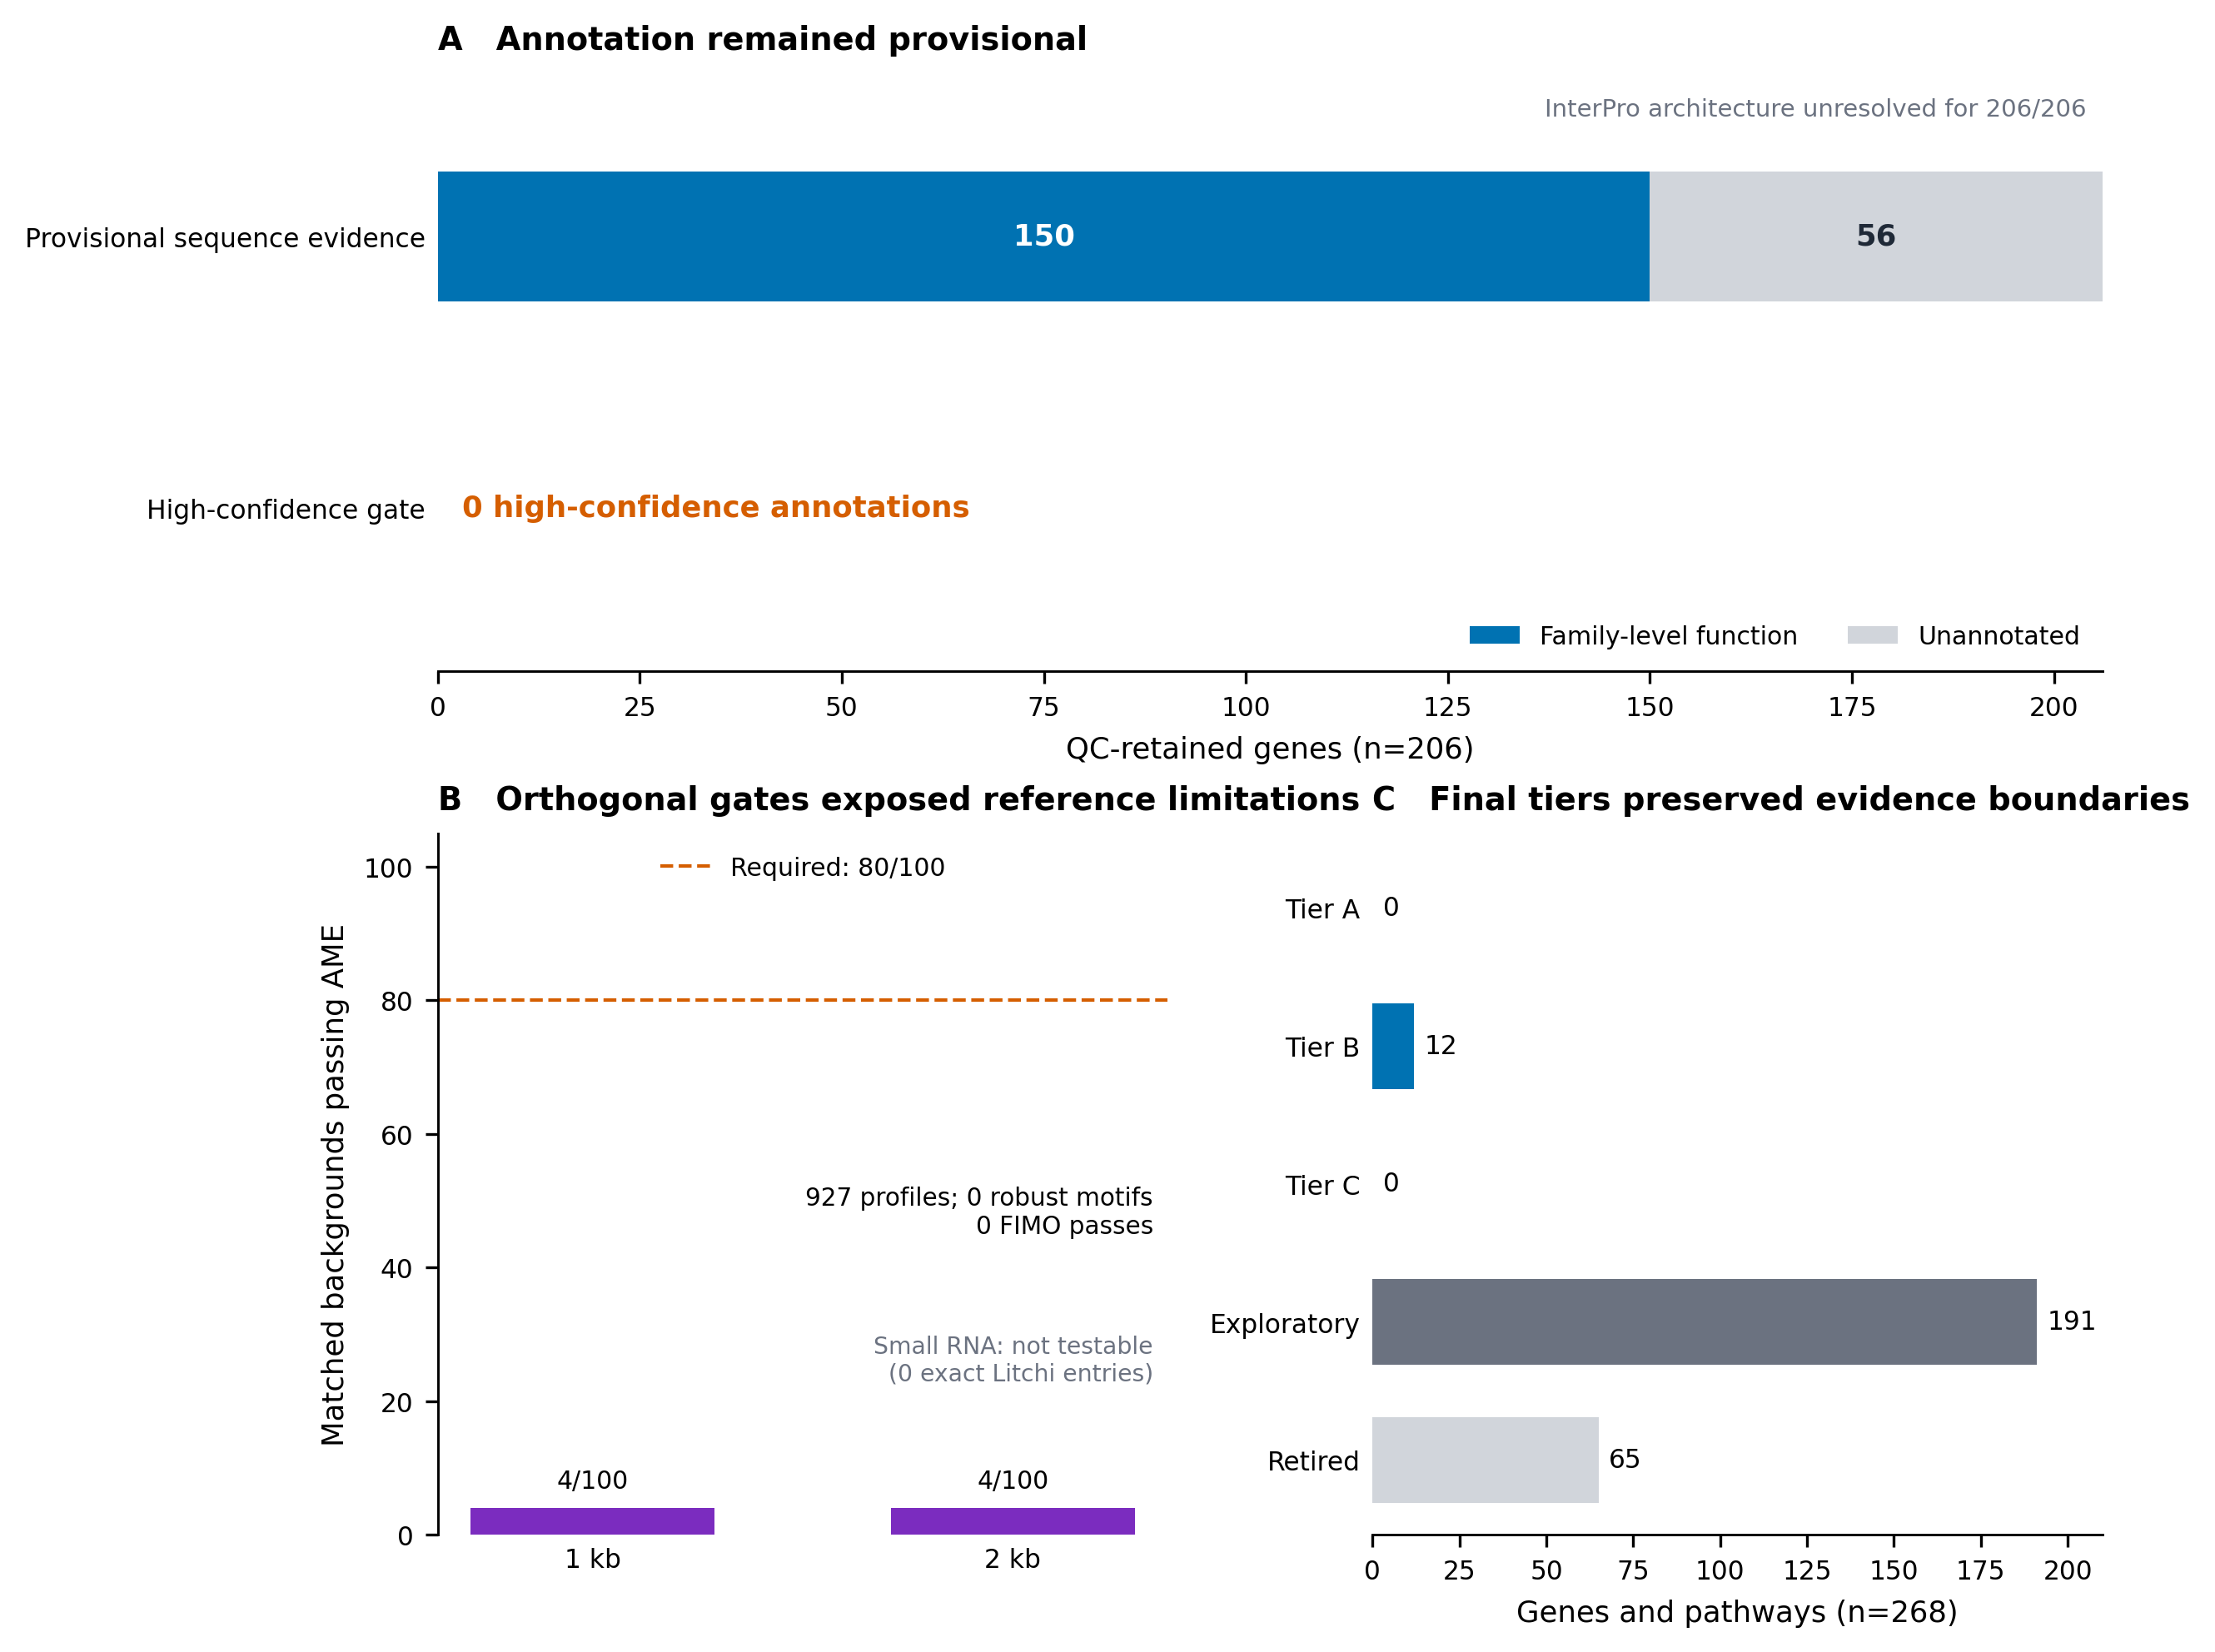 A Annotation remained provisional
InterPro architecture unresolved for 206/206
Provisional sequence evidence
150
56
High-confidence gate
0 high-confidence annotations
Family-level function
Unannotated
0 25 50 75 100 125 150 175 200
QC-retained genes (n=206)
B Orthogonal gates exposed reference limitations
Matched backgrounds passing AME
100
80
60
40
20
0
Required: 80/100
927 profiles; 0 robust motifs
0 FIMO passes
Small RNA: not testable
(0 exact Litchi entries)
4/100
4/100
1 kb
2 kb
C Final tiers preserved evidence boundaries
Tier A 0
Tier B 12
Tier C 0
Exploratory 191
Retired 65
0 25 50 75 100 125 150 175 200
Genes and pathways (n=268)